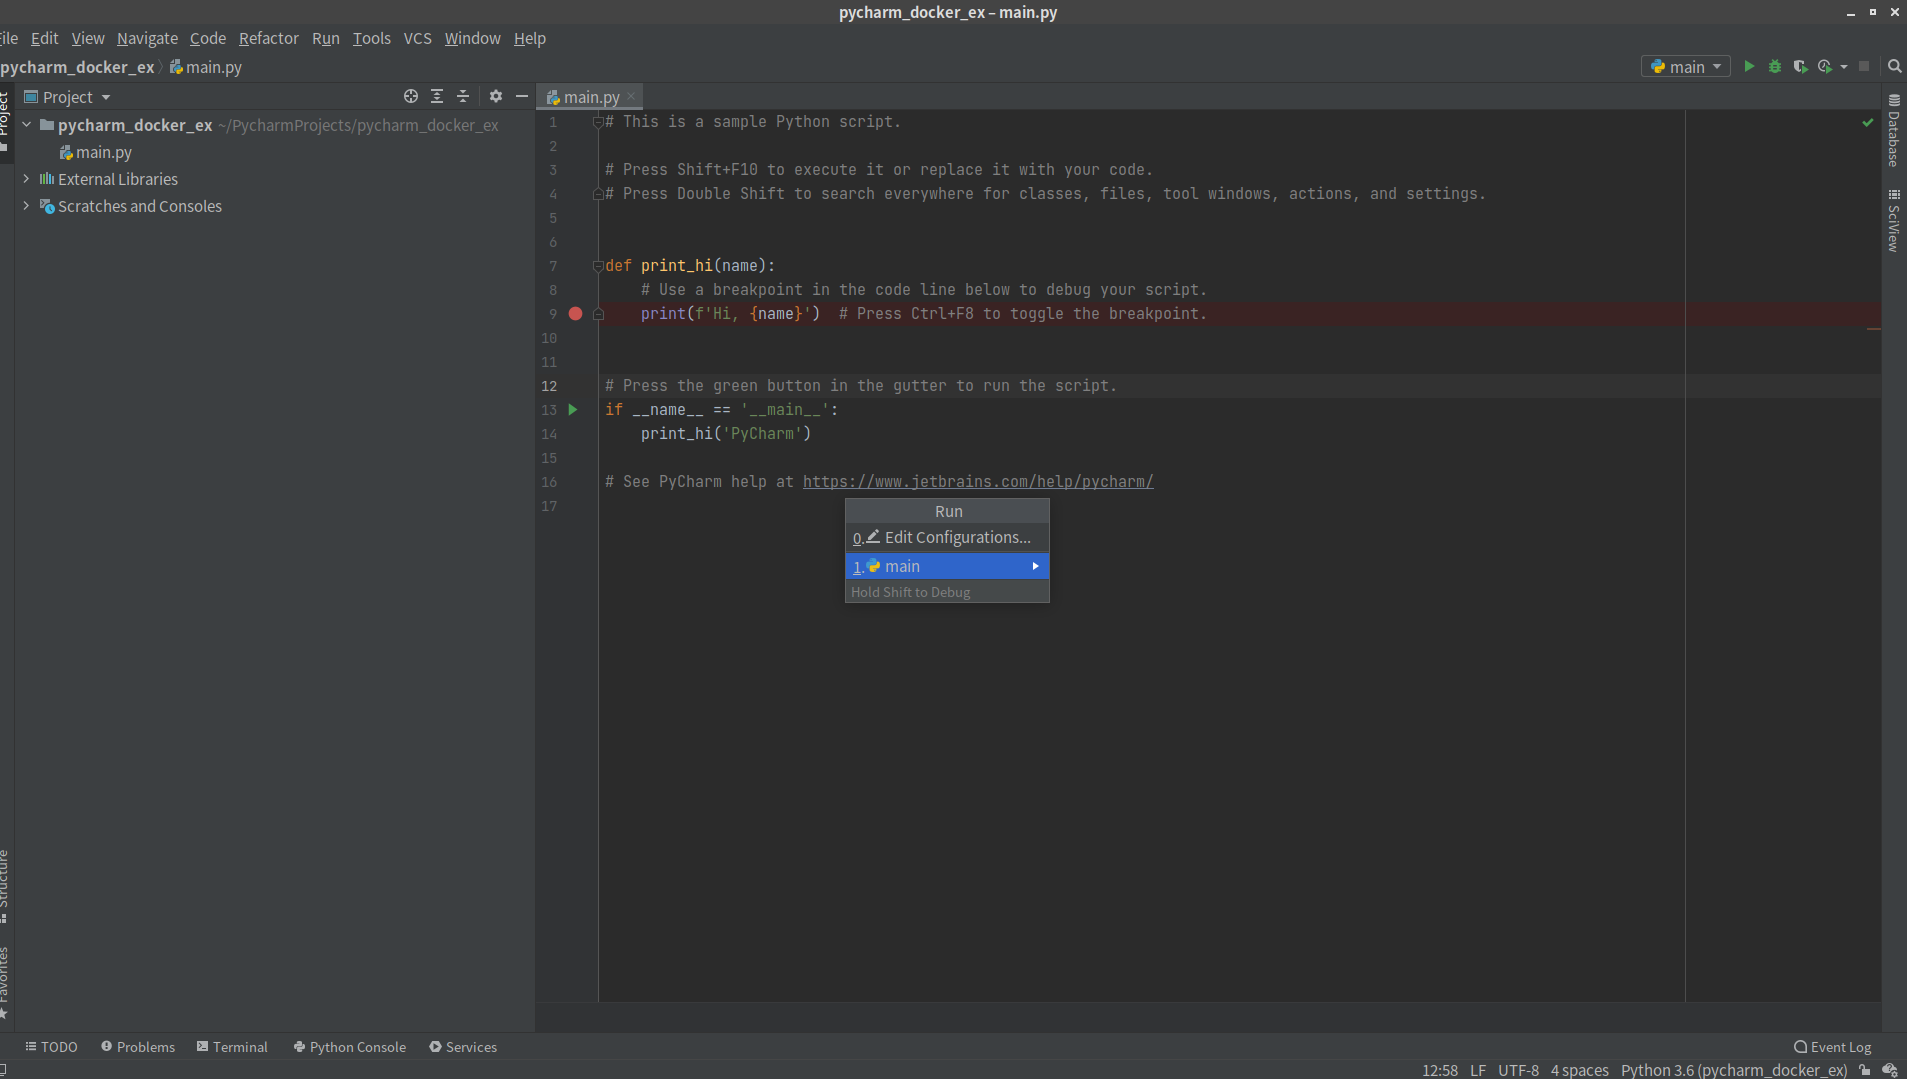 pycharm_docker_ex – main.py
File Edit View Navigate Code Refactor Run Tools VCS Window Help
pycharm_docker_ex main.py
main
Project
Project
main.py
pycharm_docker_ex ~/PycharmProjects/pycharm_docker_ex
main.py
External Libraries
Scratches and Consoles
1 # This is a sample Python script.
2
3 # Press Shift+F10 to execute it or replace it with your code.
4 # Press Double Shift to search everywhere for classes, files, tool windows, actions, and settings.
5
6
7 def print_hi(name):
8 # Use a breakpoint in the code line below to debug your script.
9 print(f'Hi, {name}')  # Press Ctrl+F8 to toggle the breakpoint.
10
11
12 # Press the green button in the gutter to run the script.
13 if __name__ == '__main__':
14 print_hi('PyCharm')
15
16 # See PyCharm help at https://www.jetbrains.com/help/pycharm/
17
Run
0. Edit Configurations...
1. main
Hold Shift to Debug
Database
SciView
Structure
Favorites
TODO Problems Terminal Python Console Services Event Log
12:58 LF UTF-8 4 spaces Python 3.6 (pycharm_docker_ex)